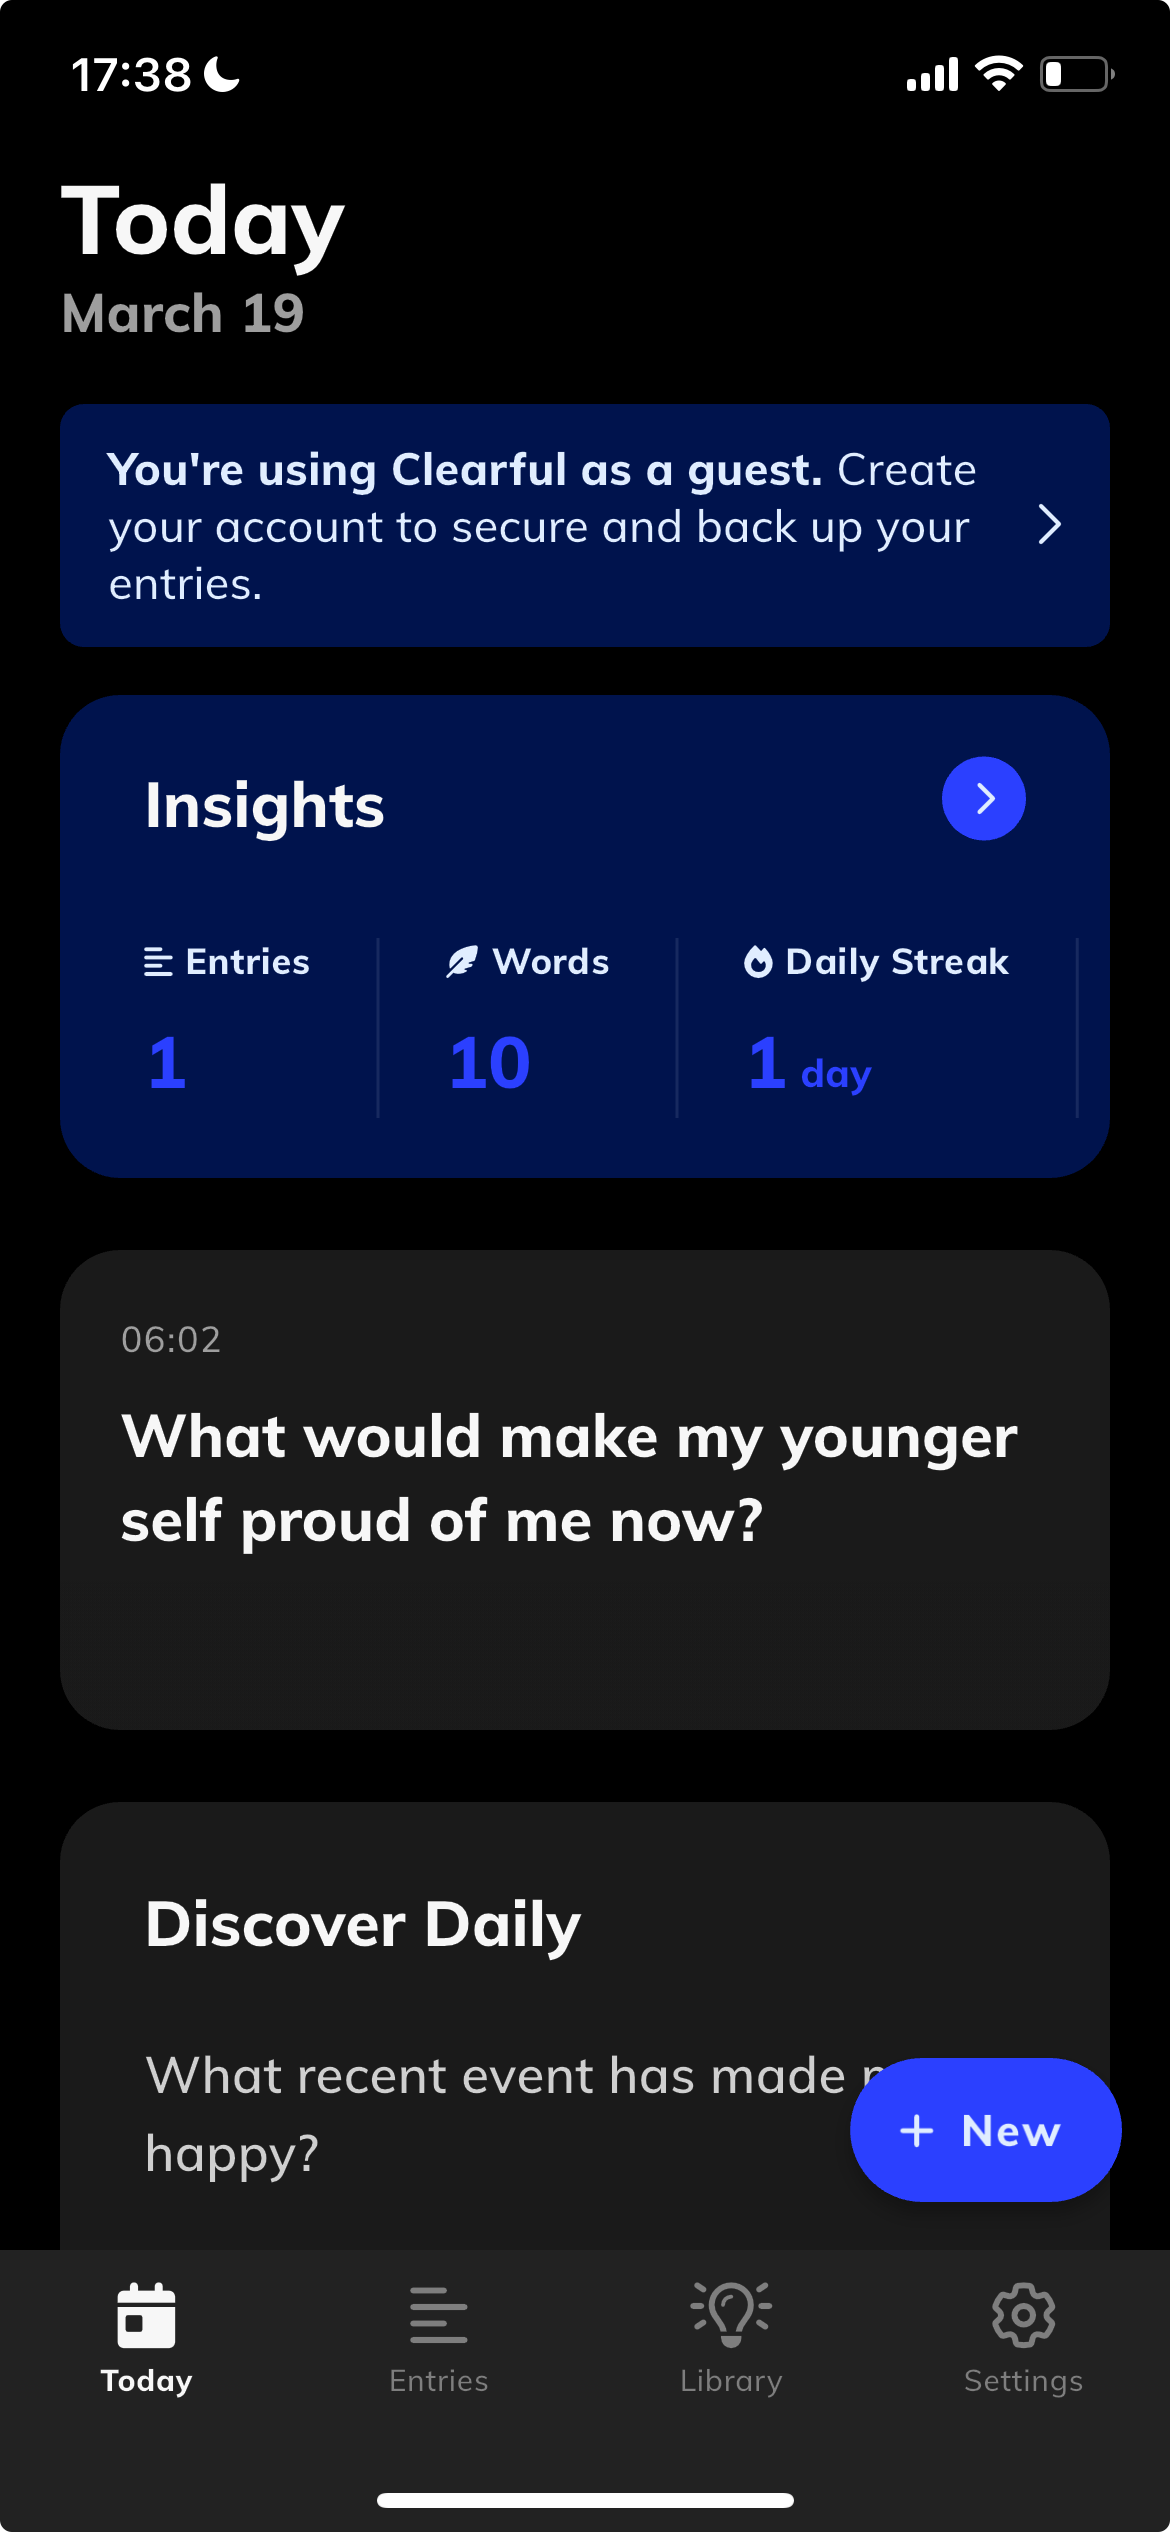 17:38
Today
March 19
You're using Clearful as a guest. Create
your account to secure and back up your
entries.
Insights
Entries
Words
Daily Streak
1
10
1 day
06:02
What would make my younger
self proud of me now?
Discover Daily
What recent event has made
happy?
+ New
Today
Entries
Library
Settings